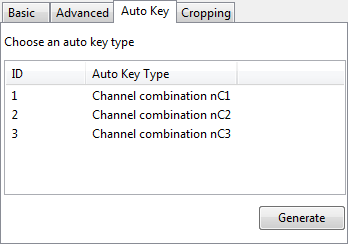 Basic Advanced Auto Key Cropping
Choose an auto key type
ID Auto Key Type
1 Channel combination nC1
2 Channel combination nC2
3 Channel combination nC3
Generate